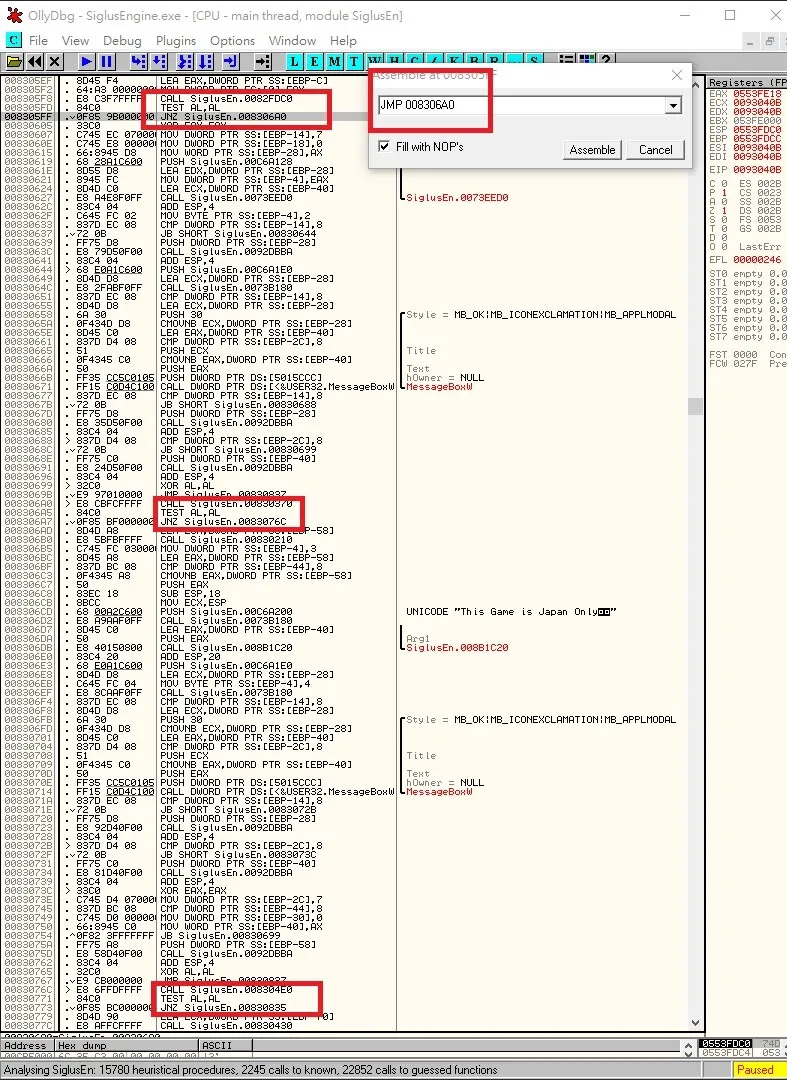 OllyDbg - SiglusEngine.exe - [CPU - main thread, module SiglusEn]
C File View Debug Plugins Options Window Help
L E M T W H C / K B R ... S
Assemble at 008305FF
JMP 008306A0
Fill with NOP's
Assemble
Cancel
008305EF . 8D45 F4 LEA EAX,DWORD PTR SS:[EBP-C]
008305F8 . E8 C3F7FFFF CALL SiglusEn.0082FDC0
008305FD . 84C0 TEST AL,AL
008305FF .v0F85 9B000000 JNZ SiglusEn.008306A0
00830605 . 33C0 XOR EAX,EAX
00830607 . C745 EC 07000 MOV DWORD PTR SS:[EBP-14],7
0083060E . C745 E8 00000 MOV DWORD PTR SS:[EBP-18],0
00830615 . 66:8945 D8 MOV WORD PTR SS:[EBP-28],AX
00830619 . 68 28A1C600 PUSH SiglusEn.00C6A128
0083061E . 8D55 D8 LEA EDX,DWORD PTR SS:[EBP-28]
00830621 . 8945 FC MOV DWORD PTR SS:[EBP-4],EAX
00830624 . 8D4D C0 LEA ECX,DWORD PTR SS:[EBP-40]
00830627 . E8 A4E8F0FF CALL SiglusEn.0073EED0 SiglusEn.0073EED0
0083062C . 83C4 04 ADD ESP,4
0083062F . C645 FC 02 MOV BYTE PTR SS:[EBP-4],2
.v72 0B JB SHORT SiglusEn.00830644
00830639 . FF75 D8 PUSH DWORD PTR SS:[EBP-28]
0083063C . E8 79D50F00 CALL SiglusEn.0092DBBA
00830641 . 83C4 04 ADD ESP,4
00830644 > 68 E0A1C600 PUSH SiglusEn.00C6A1E0
00830649 . 8D4D D8 LEA ECX,DWORD PTR SS:[EBP-28]
0083064C . E8 2FABF0FF CALL SiglusEn.0073B180
00830651 . 837D EC 08 CMP DWORD PTR SS:[EBP-14],8
00830655 . 8D4D D8 LEA ECX,DWORD PTR SS:[EBP-28]
00830658 . 6A 30 PUSH 30 Style = MB_OK|MB_ICONEXCLAMATION|MB_APPLMODAL
0083065A . 0F434D D8 CMOVNB ECX,DWORD PTR SS:[EBP-28]
0083065E . 8D45 C0 LEA EAX,DWORD PTR SS:[EBP-40]
00830661 . 837D D4 08 CMP DWORD PTR SS:[EBP-2C],8
00830665 . 51 PUSH ECX Title
00830666 . 0F4345 C0 CMOVNB EAX,DWORD PTR SS:[EBP-40]
0083066A . 50 PUSH EAX Text
0083066B . FF35 CC5C0105 PUSH DWORD PTR DS:[5015CCC] hOwner = NULL
00830671 . FF15 C0D4C100 CALL DWORD PTR DS:[<&USER32.MessageBoxW MessageBoxW
00830677 . 837D EC 08 CMP DWORD PTR SS:[EBP-14],8
0083067B .v72 0B JB SHORT SiglusEn.00830688
0083067D . FF75 D8 PUSH DWORD PTR SS:[EBP-28]
00830680 . E8 35D50F00 CALL SiglusEn.0092DBBA
00830685 . 83C4 04 ADD ESP,4
00830688 > 837D D4 08 CMP DWORD PTR SS:[EBP-2C],8
0083068C .v72 0B JB SHORT SiglusEn.00830699
0083068E . FF75 C0 PUSH DWORD PTR SS:[EBP-40]
00830691 . E8 24D50F00 CALL SiglusEn.0092DBBA
00830696 . 83C4 04 ADD ESP,4
00830699 > 32C0 XOR AL,AL
0083069B .vE9 97010000 JMP SiglusEn.00830837
008306A0 > E8 CBFCFFFF CALL SiglusEn.00830370
008306A5 . 84C0 TEST AL,AL
008306A7 .v0F85 BF000000 JNZ SiglusEn.0083076C
008306AD . 8D4D A8 LEA ECX,DWORD PTR SS:[EBP-58]
008306B0 . E8 5BFBFFFF CALL SiglusEn.00830210
008306B5 . C745 FC 03000 MOV DWORD PTR SS:[EBP-4],3
008306BC . 8D45 A8 LEA EAX,DWORD PTR SS:[EBP-58]
008306BF . 837D BC 08 CMP DWORD PTR SS:[EBP-44],8
008306C3 . 0F4345 A8 CMOVNB EAX,DWORD PTR SS:[EBP-58]
008306C7 . 50 PUSH EAX
008306C8 . 83EC 18 SUB ESP,18
008306CB . 8BCC MOV ECX,ESP
008306CD . 68 00A2C600 PUSH SiglusEn.00C6A200 UNICODE "This Game is Japan Only
008306D2 . E8 A9AAF0FF CALL SiglusEn.0073B180
008306D7 . 8D45 C0 LEA EAX,DWORD PTR SS:[EBP-40]
008306DA . 50 PUSH EAX Arg1
008306DB . E8 40150800 CALL SiglusEn.008B1C20 SiglusEn.008B1C20
008306E0 . 83C4 20 ADD ESP,20
008306E3 . 68 E0A1C600 PUSH SiglusEn.00C6A1E0
008306E8 . 8D4D D8 LEA ECX,DWORD PTR SS:[EBP-28]
008306EB . C645 FC 04 MOV BYTE PTR SS:[EBP-4],4
008306EF . E8 8CAAF0FF CALL SiglusEn.0073B180
008306F4 . 837D EC 08 CMP DWORD PTR SS:[EBP-14],8
008306F8 . 8D4D D8 LEA ECX,DWORD PTR SS:[EBP-28]
008306FB . 6A 30 PUSH 30 Style = MB_OK|MB_ICONEXCLAMATION|MB_APPLMODAL
008306FD . 0F434D D8 CMOVNB ECX,DWORD PTR SS:[EBP-28]
00830701 . 8D45 C0 LEA EAX,DWORD PTR SS:[EBP-40]
00830704 . 837D D4 08 CMP DWORD PTR SS:[EBP-2C],8
00830708 . 51 PUSH ECX Title
00830709 . 0F4345 C0 CMOVNB EAX,DWORD PTR SS:[EBP-40]
0083070D . 50 PUSH EAX Text
0083070E . FF35 CC5C0105 PUSH DWORD PTR DS:[5015CCC] hOwner = NULL
00830714 . FF15 C0D4C100 CALL DWORD PTR DS:[<&USER32.MessageBoxW MessageBoxW
0083071A . 837D EC 08 CMP DWORD PTR SS:[EBP-14],8
0083071E .v72 0B JB SHORT SiglusEn.0083072B
00830720 . FF75 D8 PUSH DWORD PTR SS:[EBP-28]
00830723 . E8 92D40F00 CALL SiglusEn.0092DBBA
00830728 . 83C4 04 ADD ESP,4
0083072B > 837D D4 08 CMP DWORD PTR SS:[EBP-2C],8
0083072F .v72 0B JB SHORT SiglusEn.0083073C
00830731 . FF75 C0 PUSH DWORD PTR SS:[EBP-40]
00830734 . E8 81D40F00 CALL SiglusEn.0092DBBA
00830739 . 83C4 04 ADD ESP,4
0083073C > 33C0 XOR EAX,EAX
0083073E . C745 D4 07000 MOV DWORD PTR SS:[EBP-2C],7
00830745 . 837D BC 08 CMP DWORD PTR SS:[EBP-44],8
00830749 . C745 D0 00000 MOV DWORD PTR SS:[EBP-30],0
00830750 . 66:8945 C0 MOV WORD PTR SS:[EBP-40],AX
00830754 .^0F82 3FFFFFFF JB SiglusEn.00830699
0083075A . FF75 A8 PUSH DWORD PTR SS:[EBP-58]
0083075D . E8 58D40F00 CALL SiglusEn.0092DBBA
00830762 . 83C4 04 ADD ESP,4
00830765 . 32C0 XOR AL,AL
00830767 .vE9 CB000000 JMP SiglusEn.00830837
0083076C > E8 6FFDFFFF CALL SiglusEn.008304E0
00830771 . 84C0 TEST AL,AL
00830773 .v0F85 BC000000 JNZ SiglusEn.00830835
00830779 . 8D4D 90 LEA ECX,DWORD PTR SS:[EBP-70]
0083077C . E8 AFFCFFFF CALL SiglusEn.00830430
Registers (FP
EAX 0553FE18
ECX 0093040B
EDX 0093040B
EBX 053FE000
ESP 0553FDC0
EBP 0553FDCC
ESI 0093040B
EDI 0093040B
EIP 0093040B
C 0 ES 002B
P 1 CS 0023
A 0 SS 002B
Z 1 DS 002B
S 0 FS 0053
T 0 GS 002B
D 0
O 0 LastErr
EFL 00000246
ST0 empty 0.0
ST1 empty 0.0
ST2 empty 0.0
ST3 empty 0.0
ST4 empty 0.0
ST5 empty 0.0
ST6 empty 0.0
ST7 empty 0.0
FST 0000 Con
FCW 027F Pre
Address Hex dump ASCII
0553FDC0 74D
0553FDC4 053
Analysing SiglusEn: 15780 heuristical procedures, 2245 calls to known, 22852 calls to guessed functions
Paused